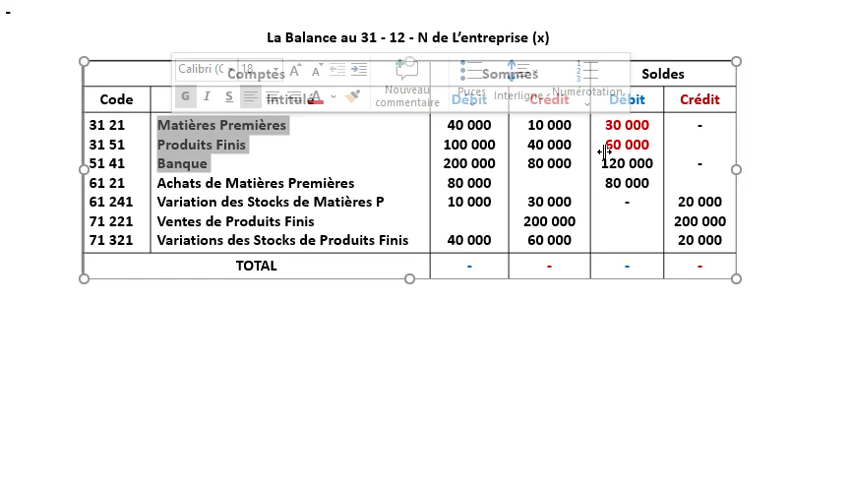 -
La Balance au 31 - 12 - N de L’entreprise (x)
Comptes Sommes Soldes
Code Intitulé Débit Crédit Débit Crédit
31 21 Matières Premières 40 000 10 000 30 000 -
31 51 Produits Finis 100 000 40 000 60 000
51 41 Banque 200 000 80 000 120 000 -
61 21 Achats de Matières Premières 80 000 80 000
61 241 Variation des Stocks de Matières P 10 000 30 000 - 20 000
71 221 Ventes de Produits Finis 200 000 200 000
71 321 Variations des Stocks de Produits Finis 40 000 60 000 20 000
TOTAL - - - -
Calibri (C 18 A A
G I S A
Nouveau
commentaire
Puces
Interligne
Numérotation